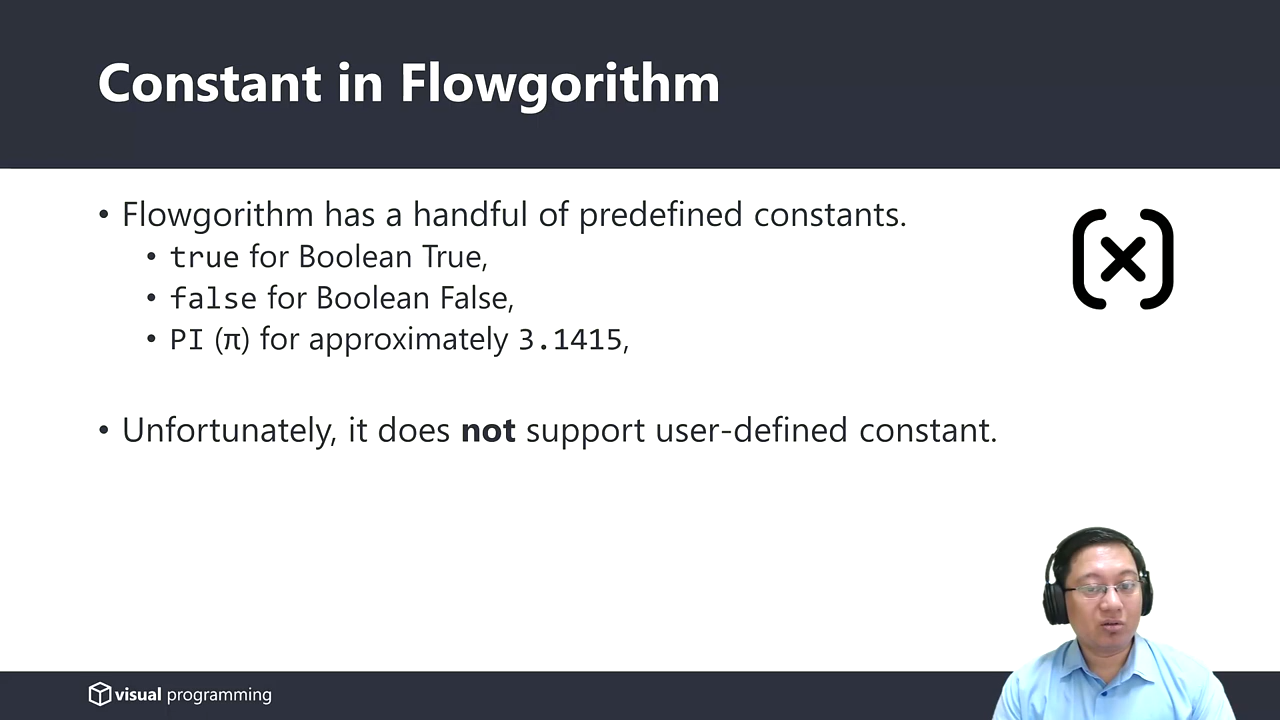 Constant in Flowgorithm
• Flowgorithm has a handful of predefined constants.
• true for Boolean True,
• false for Boolean False,
• PI (π) for approximately 3.1415,
• Unfortunately, it does not support user-defined constant.
visual programming